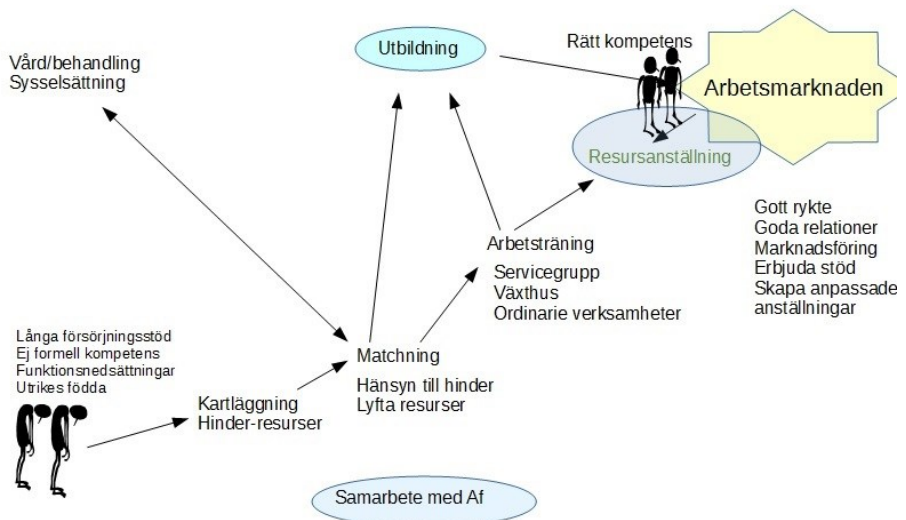 Vård/behandling
Sysselsättning
Utbildning
Rätt kompetens
Arbetsmarknaden
Resursanställning
Gott rykte
Goda relationer
Marknadsföring
Erbjuda stöd
Skapa anpassade
anställningar
Arbetsträning
Servicegrupp
Växthus
Ordinarie verksamheter
Matchning
Hänsyn till hinder
Lyfta resurser
Långa försörjningsstöd
Ej formell kompetens
Funktionsnedsättningar
Utrikes födda
Kartläggning
Hinder-resurser
Samarbete med Af